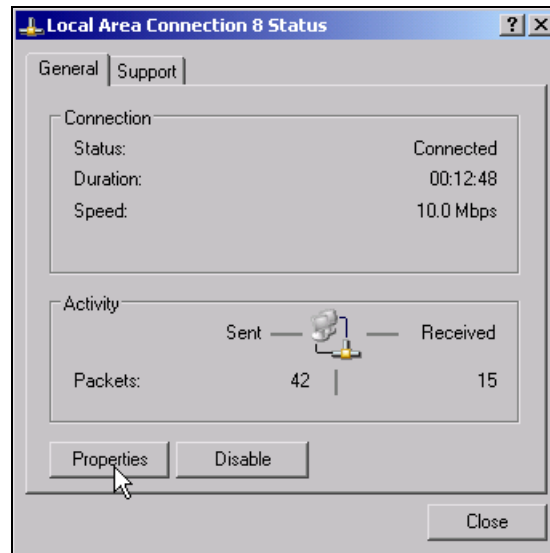 Local Area Connection 8 Status
General Support
Connection
Status: Connected
Duration: 00:12:48
Speed: 10.0 Mbps
Activity
Sent Received
Packets: 42 15
Properties Disable
Close